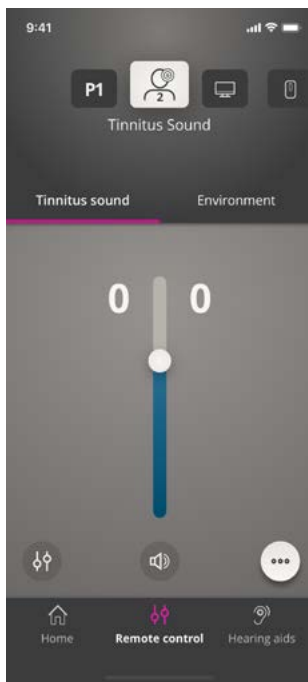 9:41
P1
2
Tinnitus Sound
Tinnitus sound Environment
0 0
Home Remote control Hearing aids